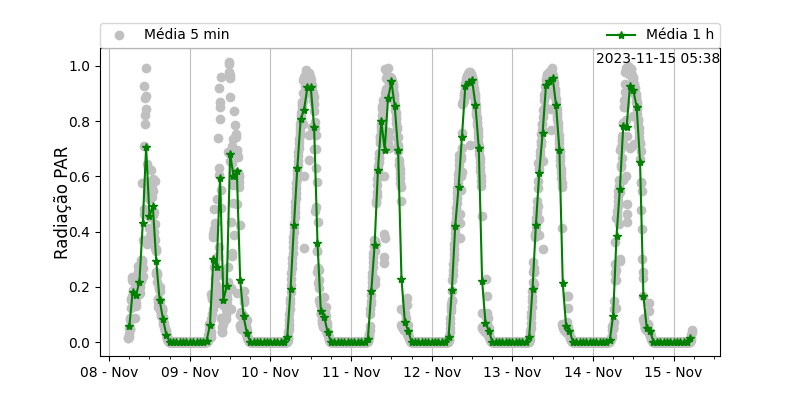 Média 5 min
Média 1 h
2023-11-15 05:38
Radiação PAR
1.0
0.8
0.6
0.4
0.2
0.0
08 - Nov
09 - Nov
10 - Nov
11 - Nov
12 - Nov
13 - Nov
14 - Nov
15 - Nov